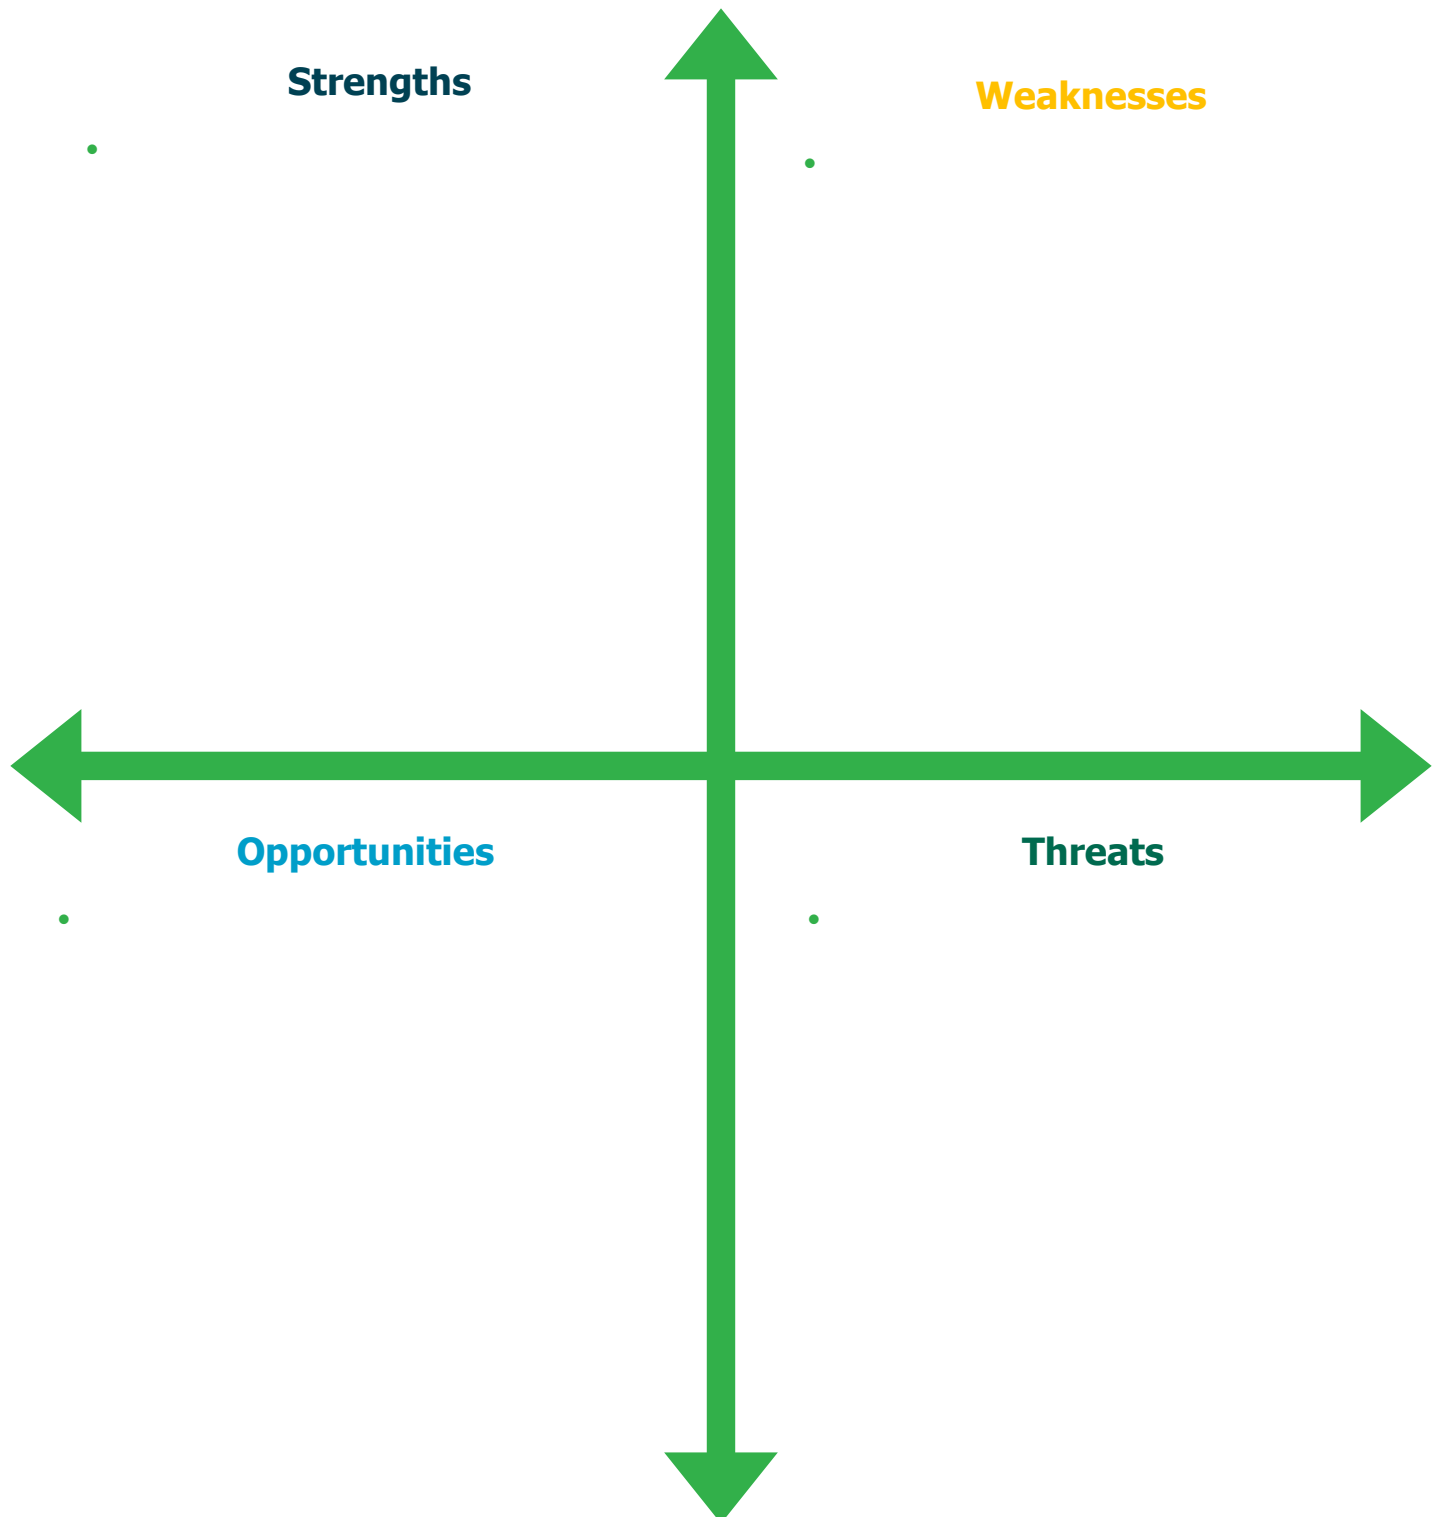 Strengths
•
Weaknesses
•
Opportunities
•
Threats
•